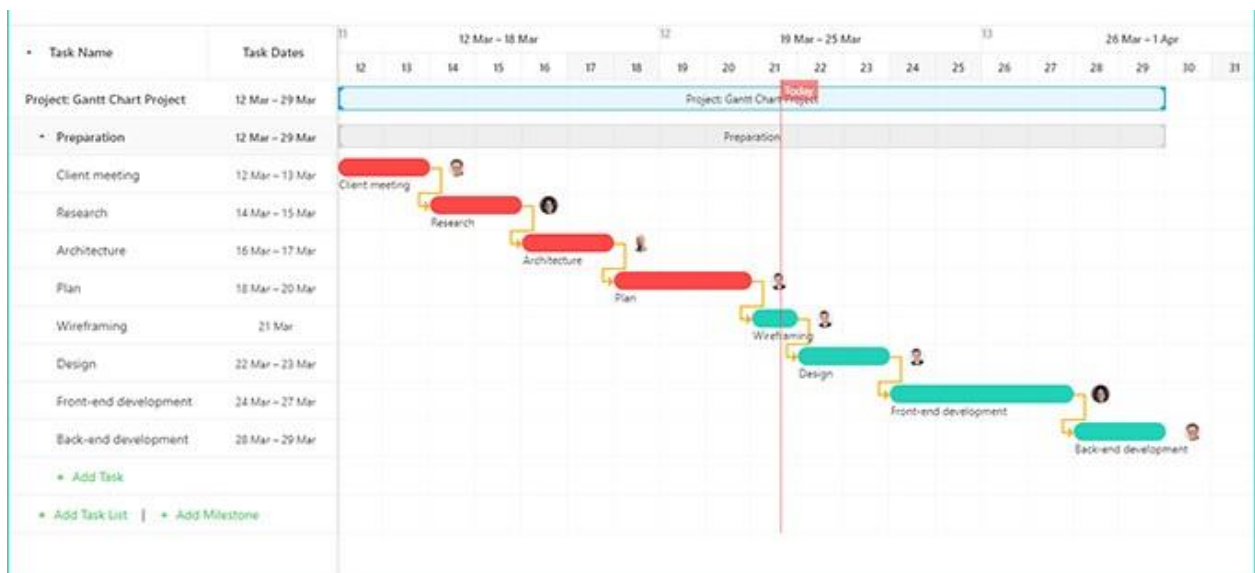 11 12 Mar – 18 Mar 12 19 Mar – 25 Mar 13 26 Mar – 1 Apr
Task Name Task Dates
12 13 14 15 16 17 18 19 20 21 22 23 24 25 26 27 28 29 30 31
Today
Project: Gantt Chart Project 12 Mar – 29 Mar Project: Gantt Chart Project
Preparation 12 Mar – 29 Mar Preparation
Client meeting 12 Mar – 13 Mar Client meeting
Research 14 Mar – 15 Mar Research
Architecture 16 Mar – 17 Mar Architecture
Plan 18 Mar – 20 Mar Plan
Wireframing 21 Mar Wireframing
Design 22 Mar – 23 Mar Design
Front-end development 24 Mar – 27 Mar Front-end development
Back-end development 28 Mar – 29 Mar Back-end development
+ Add Task
+ Add Task List | + Add Milestone